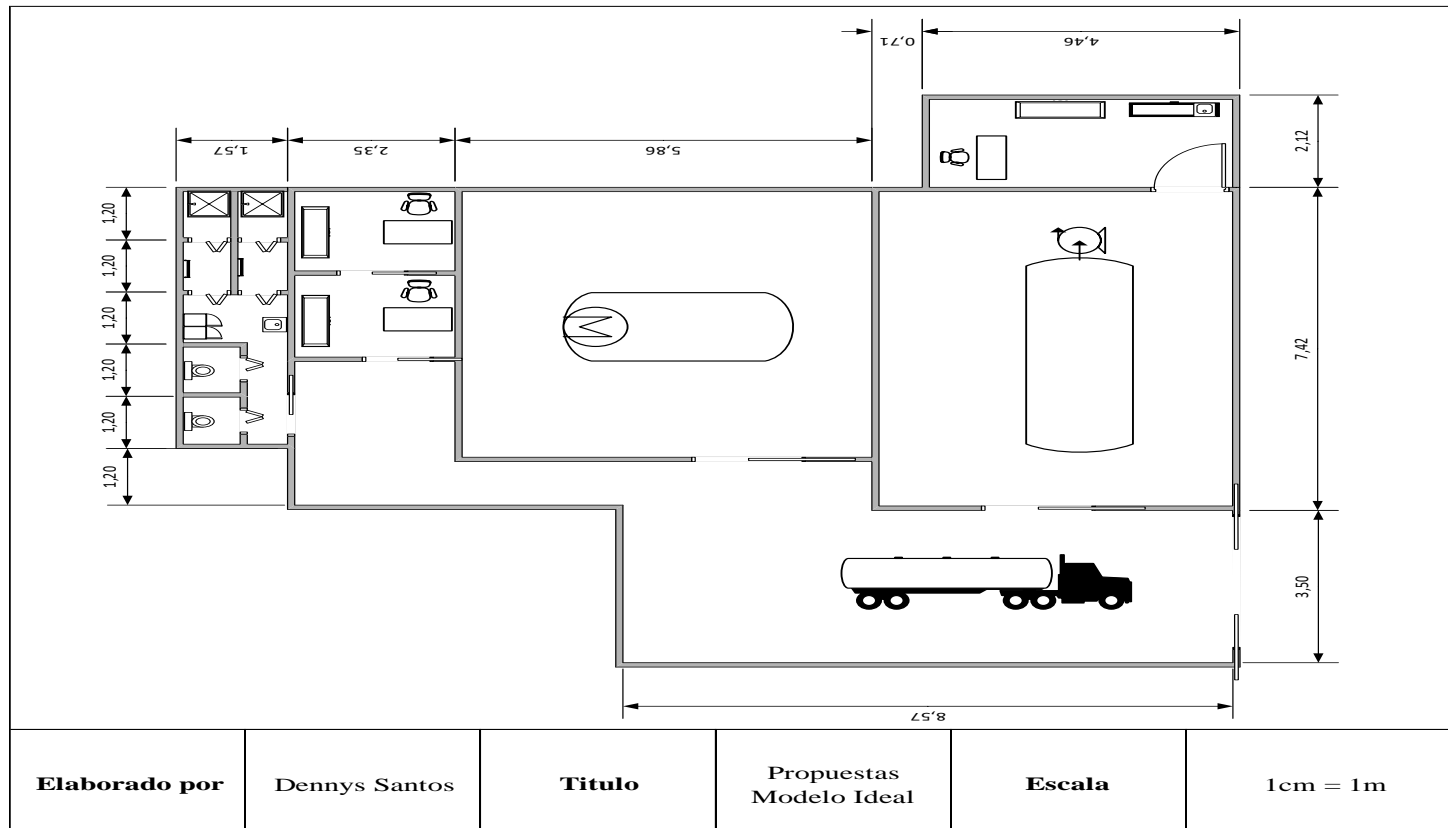 0,71
4,46
1,57
2,35
5,86
2,12
1,20
1,20
1,20
1,20
1,20
1,20
7,42
3,50
8,57
M
Elaborado por
Dennys Santos
Titulo
Propuestas
Modelo Ideal
Escala
1cm = 1m